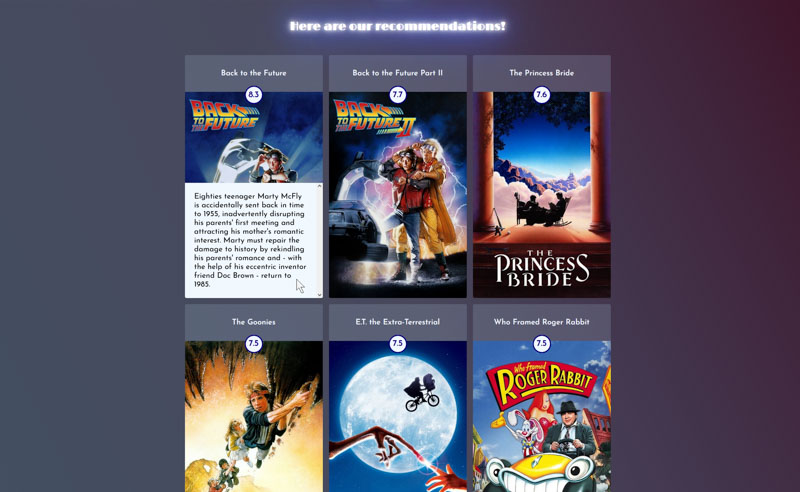 Here are our recommendations!
Back to the Future
Back to the Future Part II
The Princess Bride
8.3
7.7
7.6
BACK
TO THE
FUTURE
BACK
TO THE
FUTURE
II
Eighties teenager Marty McFly
is accidentally sent back in time
to 1955, inadvertently disrupting
his parents' first meeting and
attracting his mother's romantic
interest. Marty must repair the
damage to history by rekindling
his parents' romance and - with
the help of his eccentric inventor
friend Doc Brown - return to
1985.
THE
PRINCESS
BRIDE
The Goonies
E.T. the Extra-Terrestrial
Who Framed Roger Rabbit
7.5
7.5
7.5
Who Framed
ROGER RABBIT